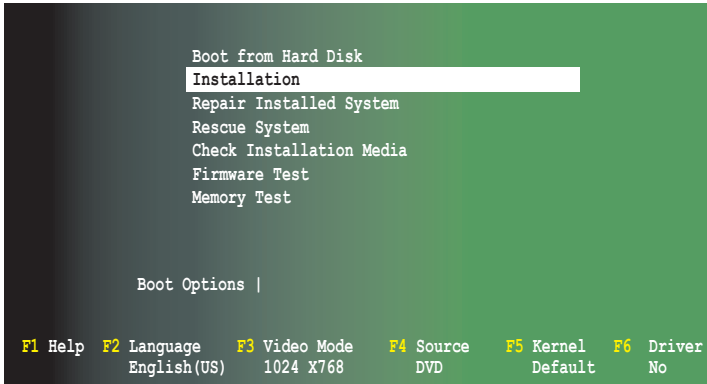 Boot from Hard Disk
Installation
Repair Installed System
Rescue System
Check Installation Media
Firmware Test
Memory Test
Boot Options |
F1 Help F2 Language F3 Video Mode F4 Source F5 Kernel F6 Driver
English(US) 1024 X768 DVD Default No